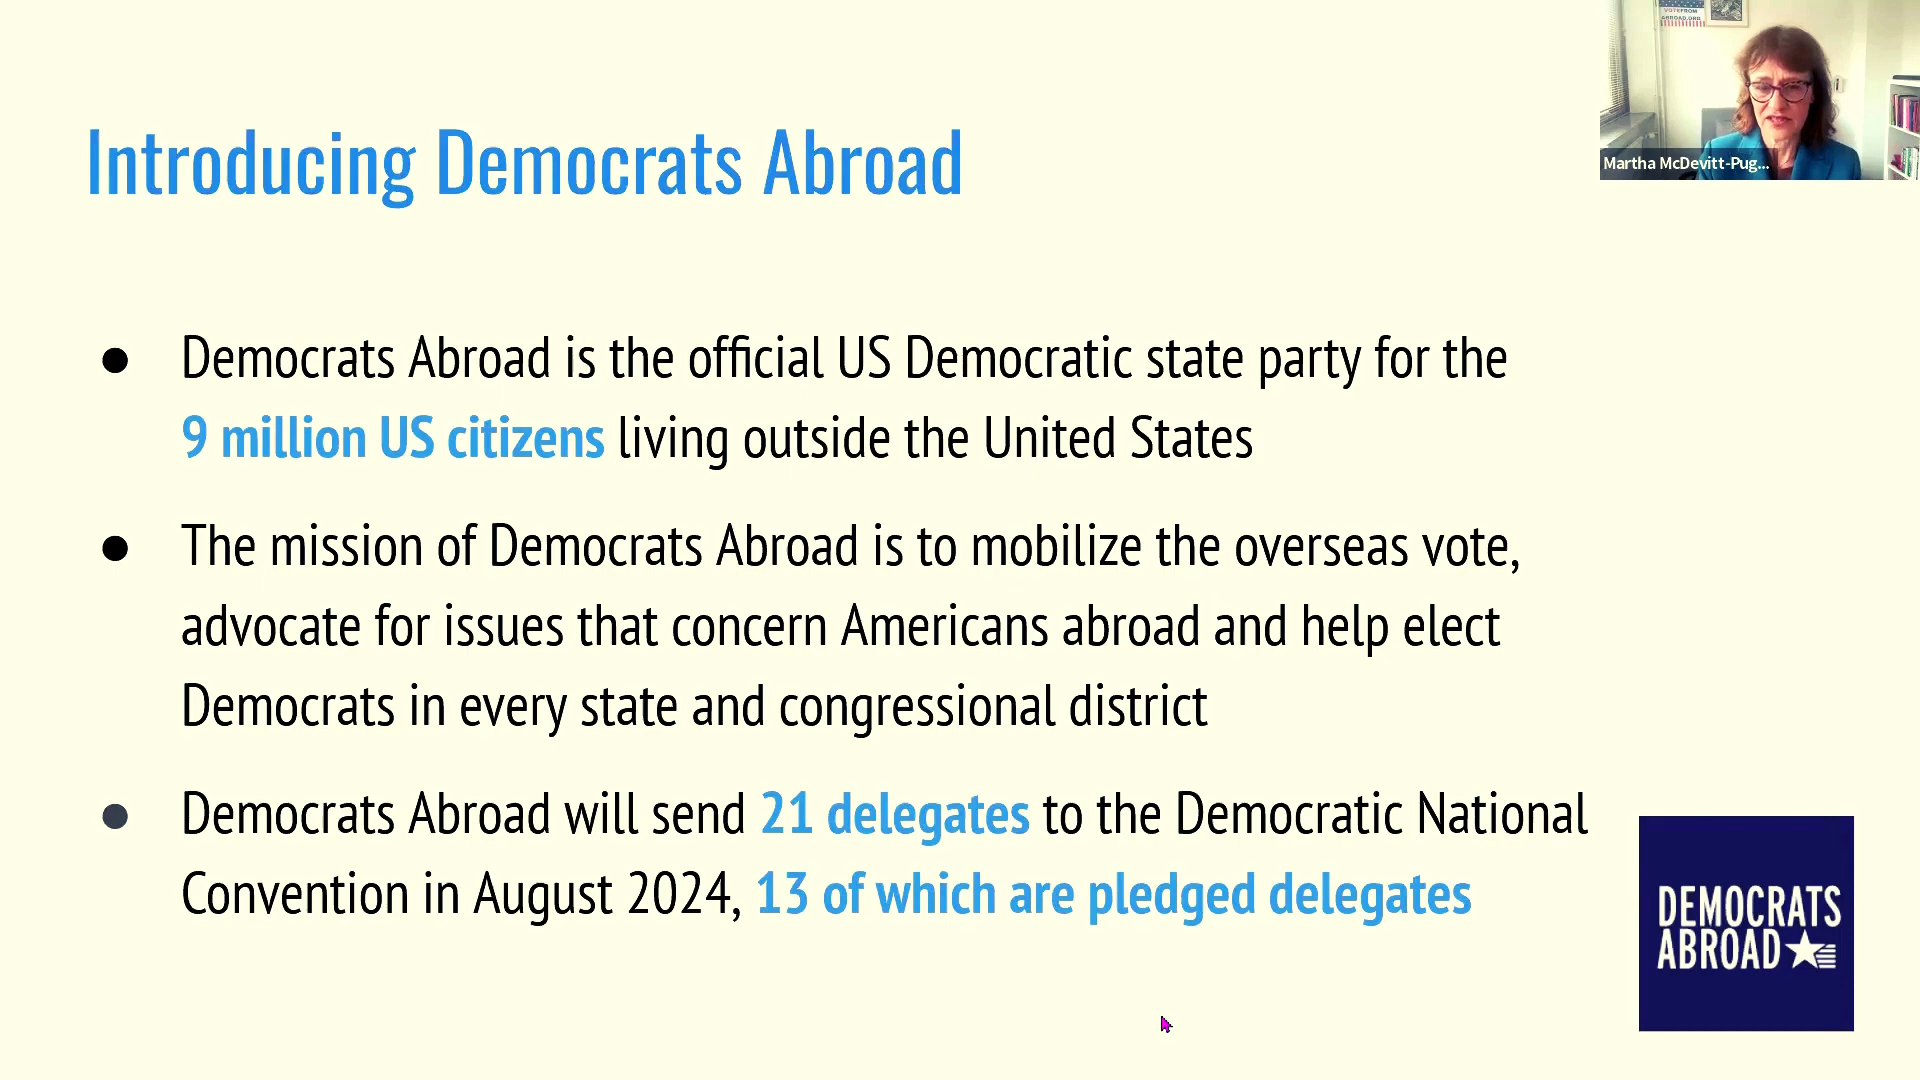 Introducing Democrats Abroad
VOTEFROM
ABROAD.ORG
Martha McDevitt-Pug...
● Democrats Abroad is the official US Democratic state party for the
9 million US citizens living outside the United States
● The mission of Democrats Abroad is to mobilize the overseas vote,
advocate for issues that concern Americans abroad and help elect
Democrats in every state and congressional district
● Democrats Abroad will send 21 delegates to the Democratic National
Convention in August 2024, 13 of which are pledged delegates
DEMOCRATS
ABROAD